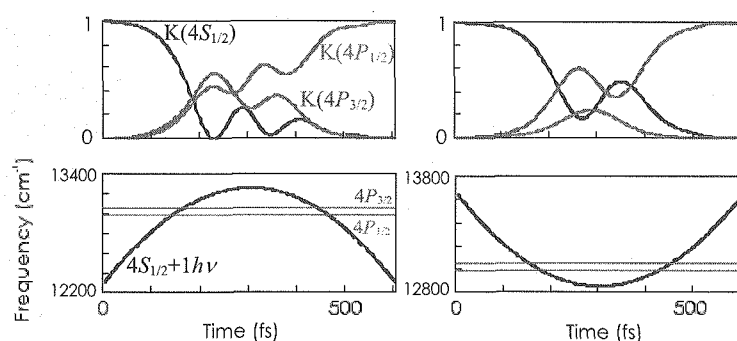 1
K(4S1/2)
K(4P1/2)
K(4P3/2)
0
1
0
Frequency (cm-1)
13400
4P3/2
4P1/2
4S1/2+1hν
12200
0
500
Time (fs)
13800
12800
0
500
Time (fs)